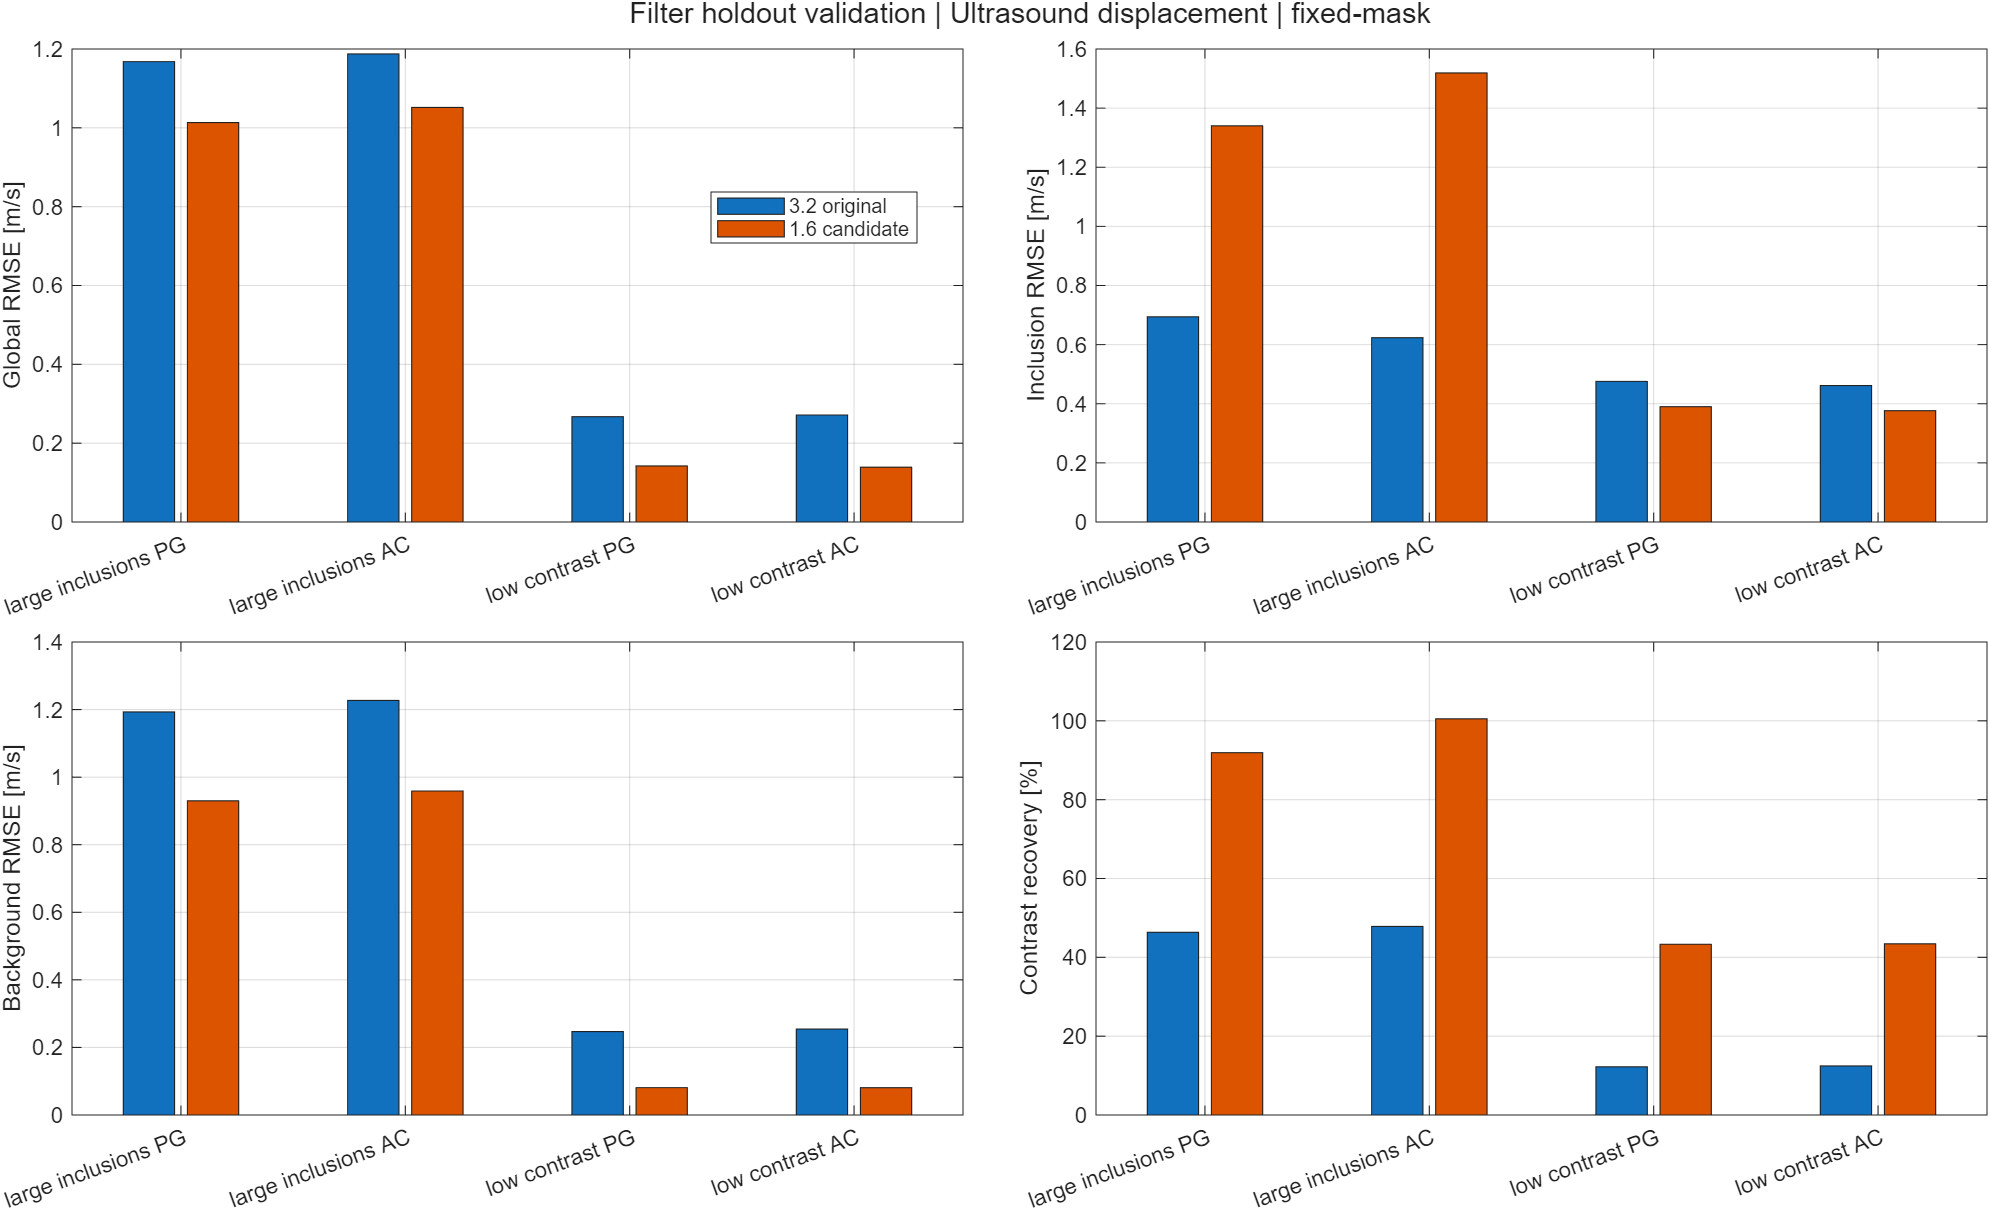 Filter holdout validation | Ultrasound displacement | fixed-mask
Global RMSE [m/s]
1.2
1
0.8
0.6
0.4
0.2
0
3.2 original
1.6 candidate
large inclusions PG
large inclusions AC
low contrast PG
low contrast AC
Inclusion RMSE [m/s]
1.6
1.4
1.2
1
0.8
0.6
0.4
0.2
0
large inclusions PG
large inclusions AC
low contrast PG
low contrast AC
Background RMSE [m/s]
1.4
1.2
1
0.8
0.6
0.4
0.2
0
large inclusions PG
large inclusions AC
low contrast PG
low contrast AC
Contrast recovery [%]
120
100
80
60
40
20
0
large inclusions PG
large inclusions AC
low contrast PG
low contrast AC